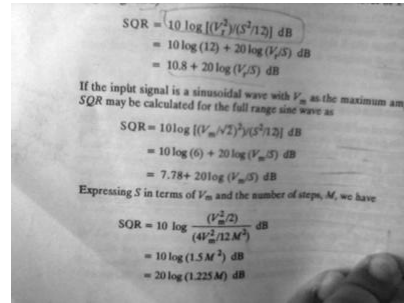 SQR = 10 log [(V_r^2)/(S^2/12)] dB
= 10 log (12) + 20 log (V_r/S) dB
= 10.8 + 20 log (V_r/S) dB
If the input signal is a sinusoidal wave with V_m as the maximum am
SQR may be calculated for the full range sine wave as
SQR = 10log [(V_m/√2)^2)/(S^2/12)] dB
= 10 log (6) + 20 log (V_m/S) dB
= 7.78+ 20log (V_m/S) dB
Expressing S in terms of V_m and the number of steps, M, we have
SQR = 10 log (V_m^2/2) / (4V_m^2/12 M^2) dB
= 10 log (1.5 M^2) dB
= 20 log (1.225 M) dB